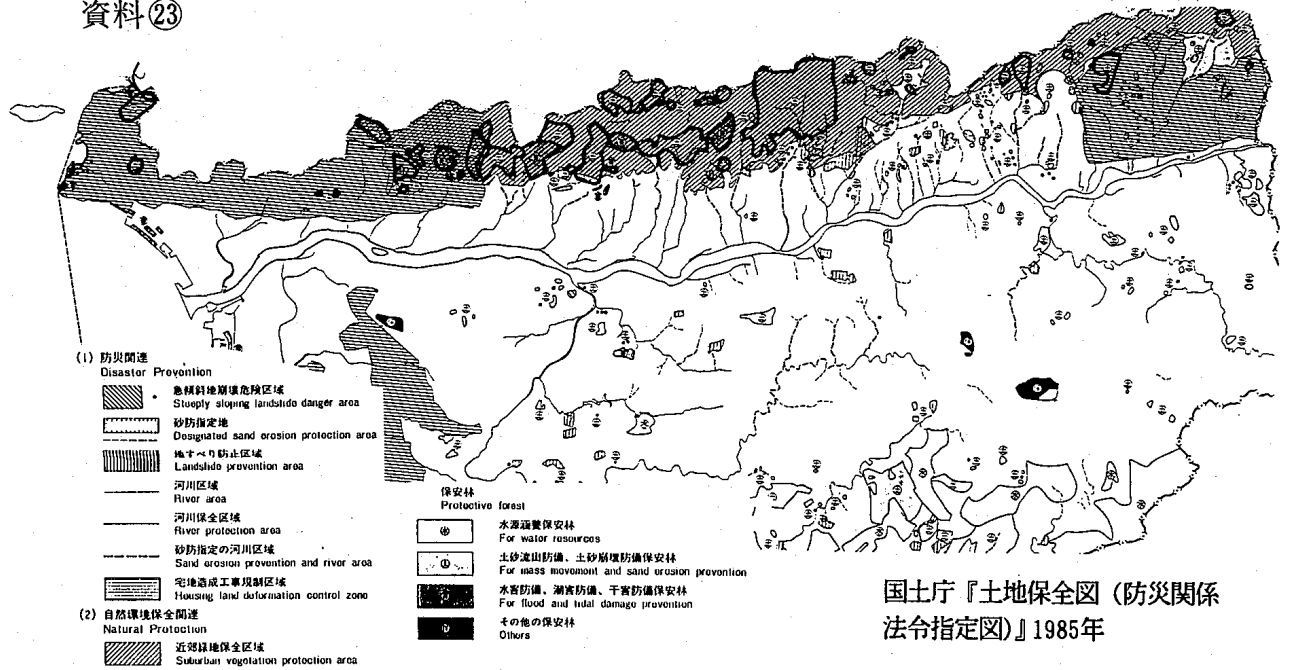 資料㉓
(1) 防災関連
Disaster Prevention
急傾斜地崩壊危険区域
Steeply sloping landslide danger area
砂防指定地
Designated sand erosion protection area
地すべり防止区域
Landslide prevention area
河川区域
River area
河川保全区域
River protection area
砂防指定の河川区域
Sand erosion prevention and river area
宅地造成工事規制区域
Housing land deformation control zone
(2) 自然環境保全関連
Natural Protection
近郊緑地保全区域
Suburban vegetation protection area
保安林
Protective forest
水源涵養保安林
For water resources
土砂流出防備、土砂崩壊防備保安林
For mass movement and sand erosion prevention
水害防備、潮害防備、干害防備保安林
For flood and tidal damage prevention
その他の保安林
Others
国土庁『土地保全図（防災関係
法令指定図）』1985年